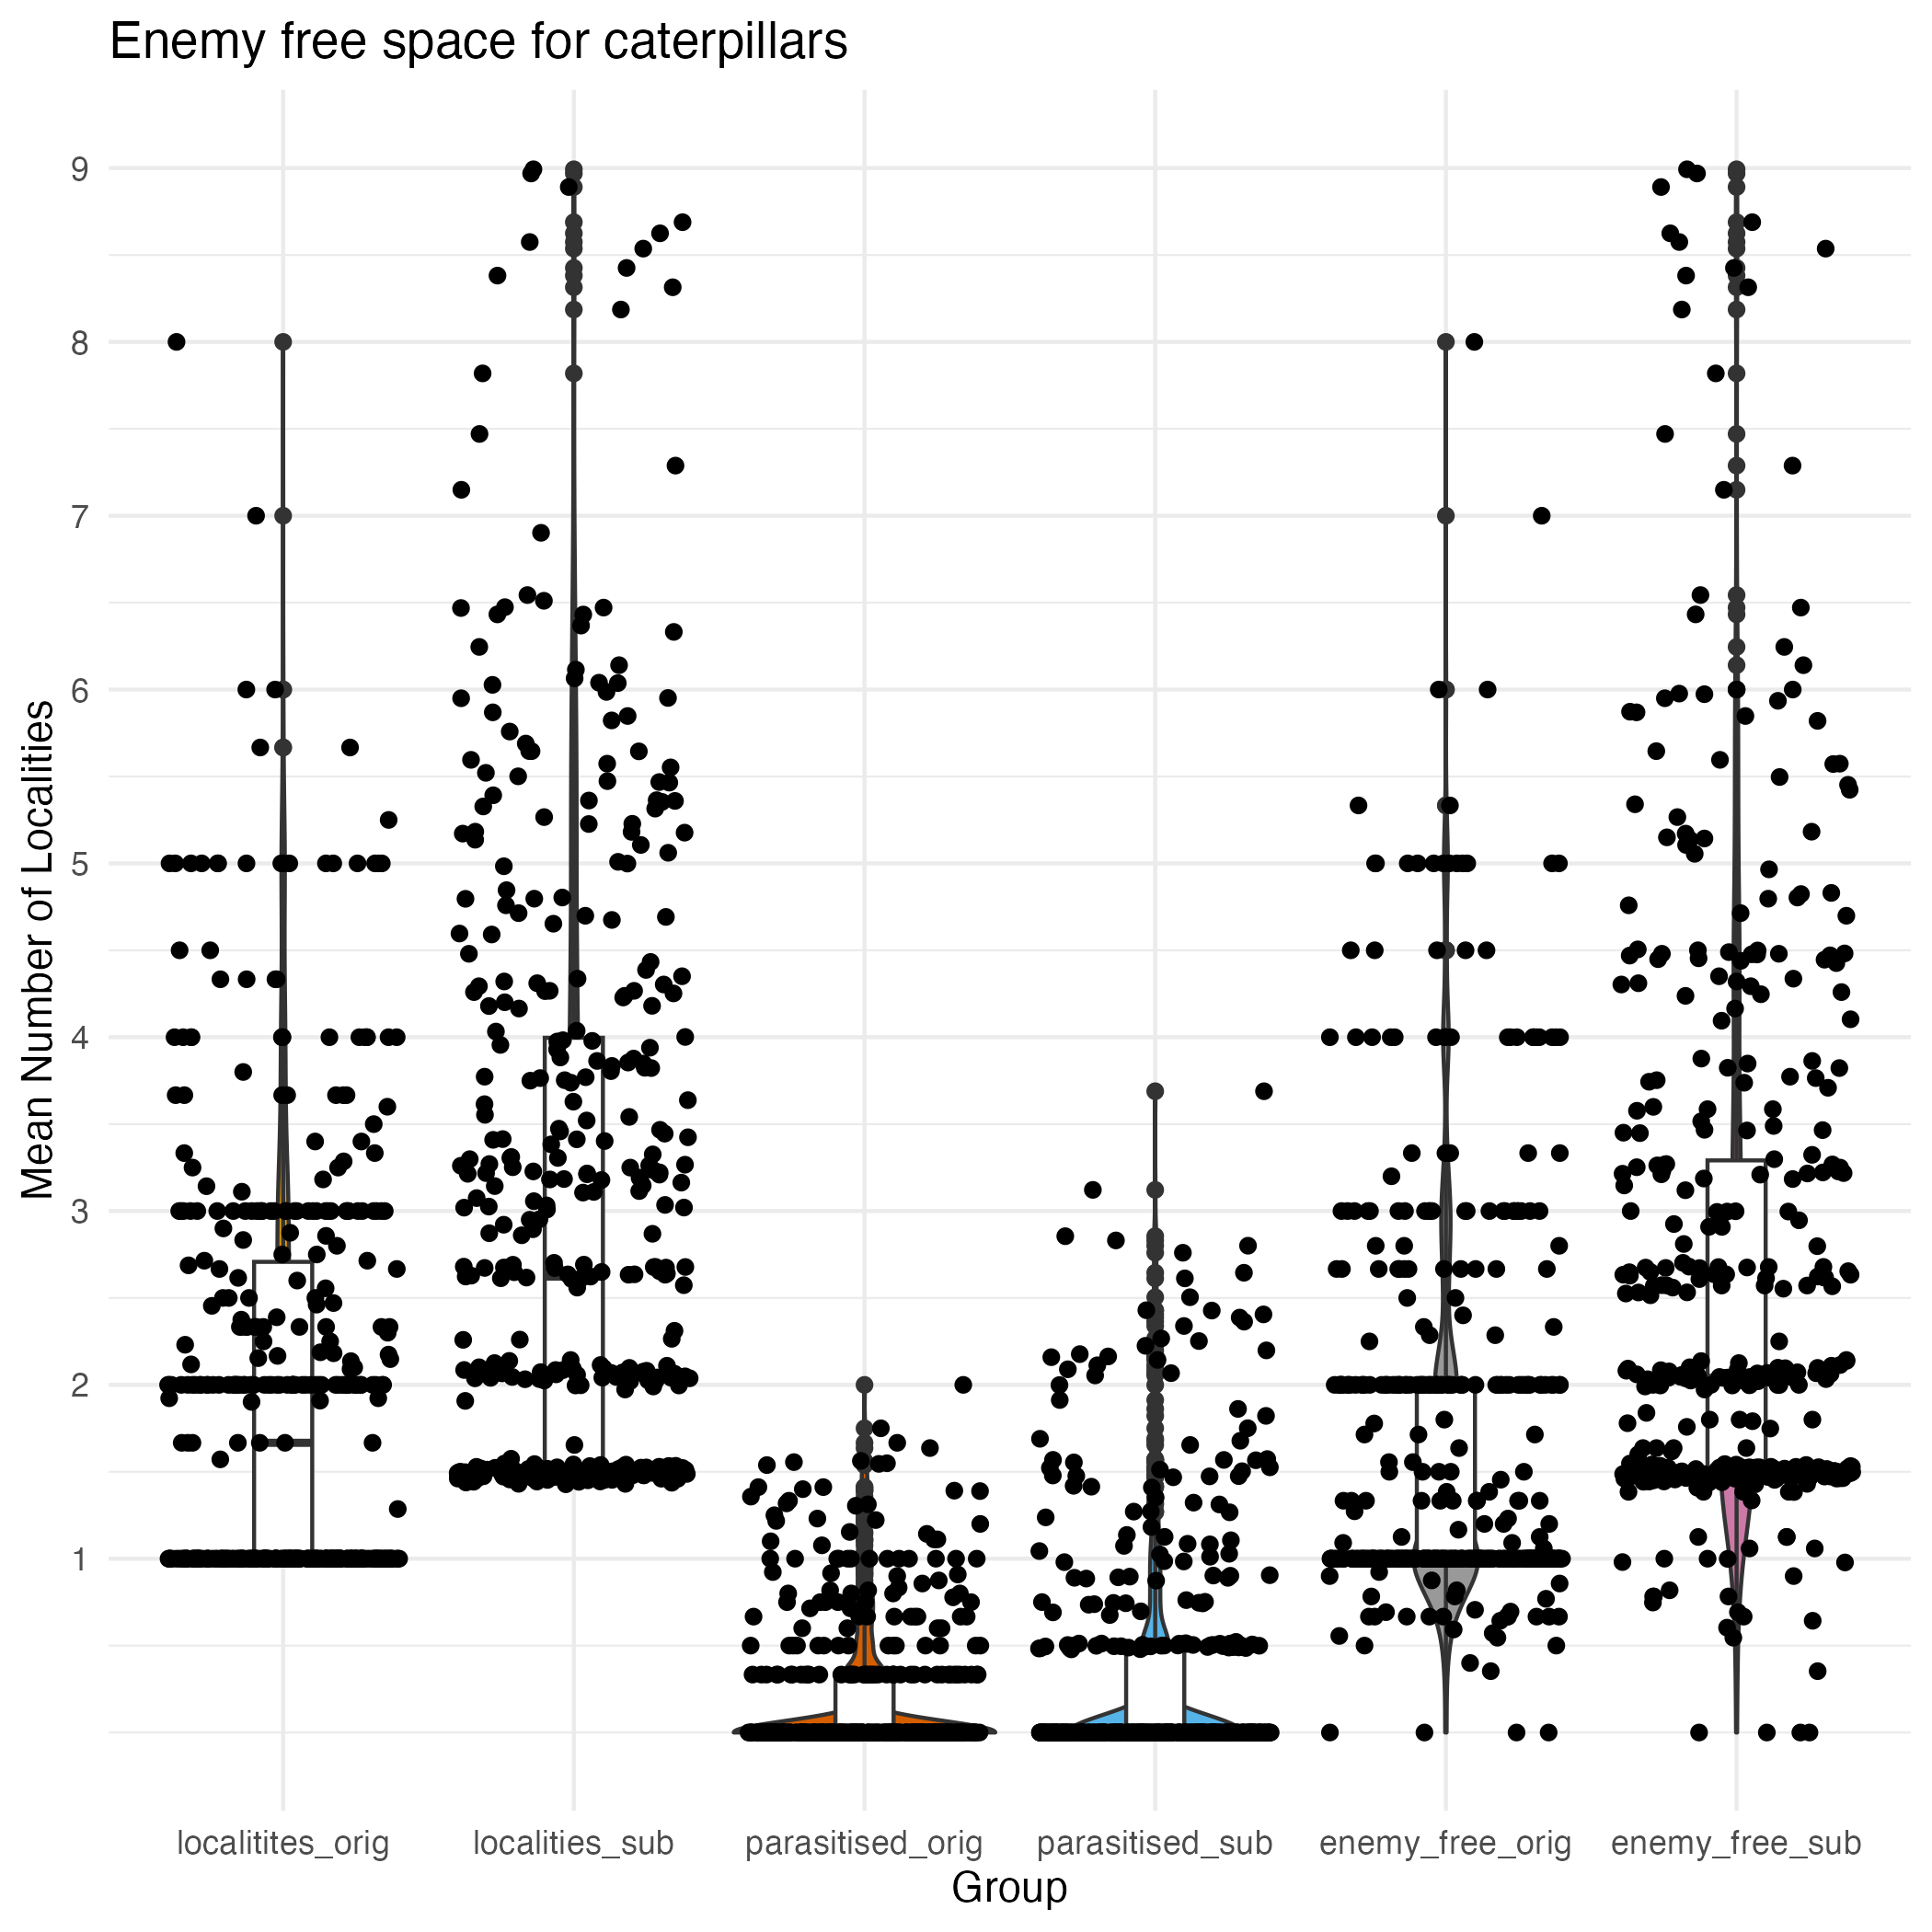 Enemy free space for caterpillars
Mean Number of Localities
9
8
7
6
5
4
3
2
1
localitites_orig
localities_sub
parasitised_orig
parasitised_sub
enemy_free_orig
enemy_free_sub
Group